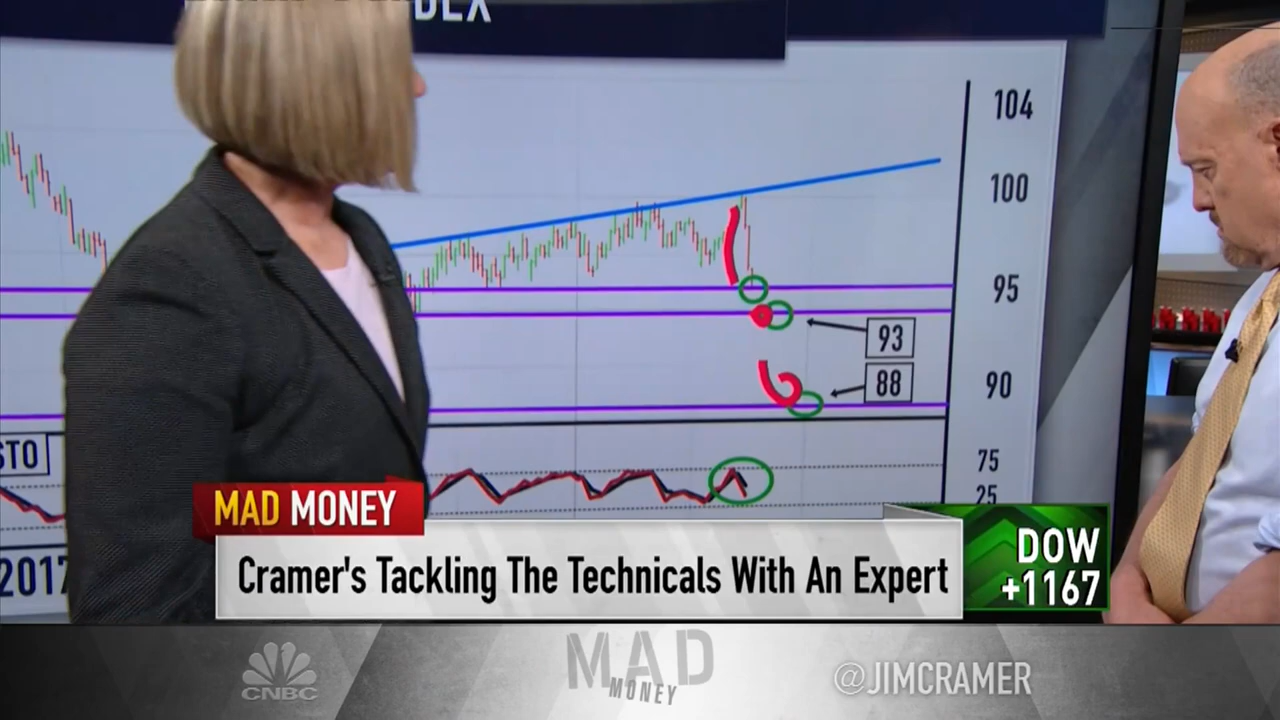 104
100
95
93
88
90
STO
75
25
2017
MAD MONEY
Cramer's Tackling The Technicals With An Expert
DOW
+1167
CNBC
MAD
MONEY
@JIMCRAMER